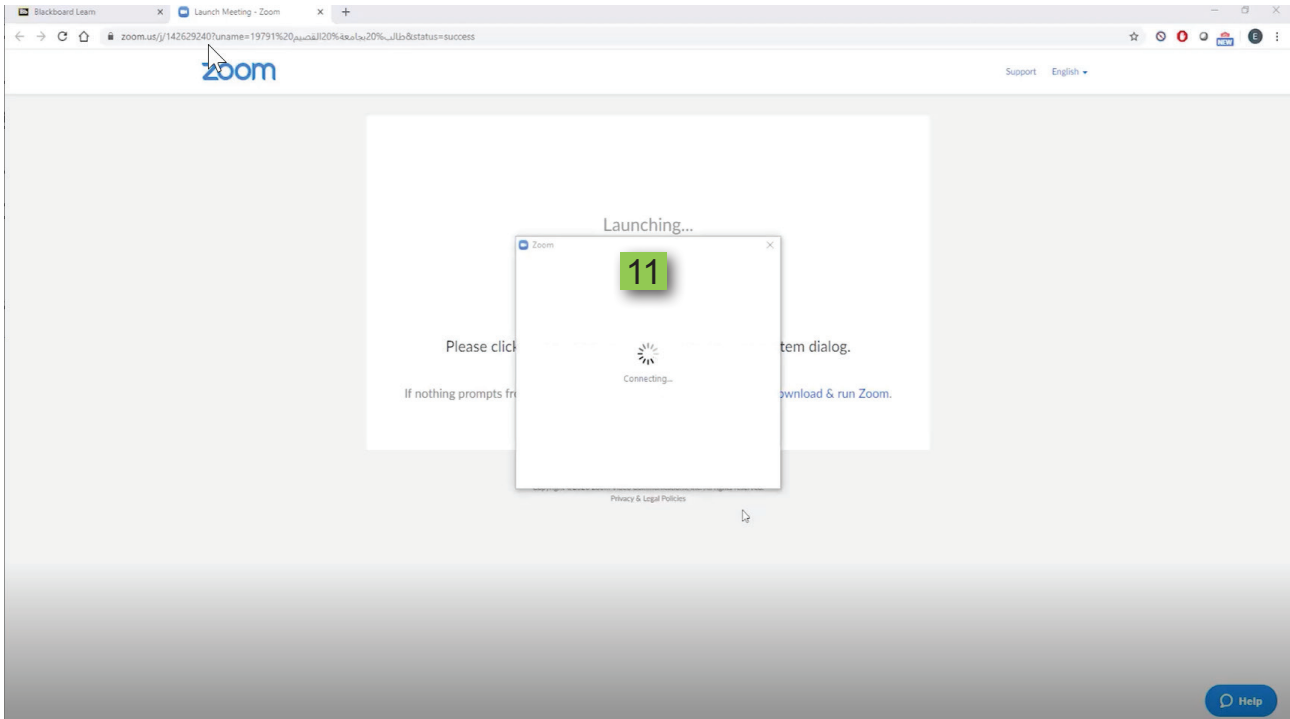 Blackboard Learn
Launch Meeting - Zoom
zoom.us/j/142629240?uname=19791%20طالب%20بجامعة%20القصيم&status=success
NEW
E
zoom
Support English
Launching...
Zoom
11
Please click tem dialog.
Connecting...
If nothing prompts wnload & run Zoom.
Privacy & Legal Policies
Help